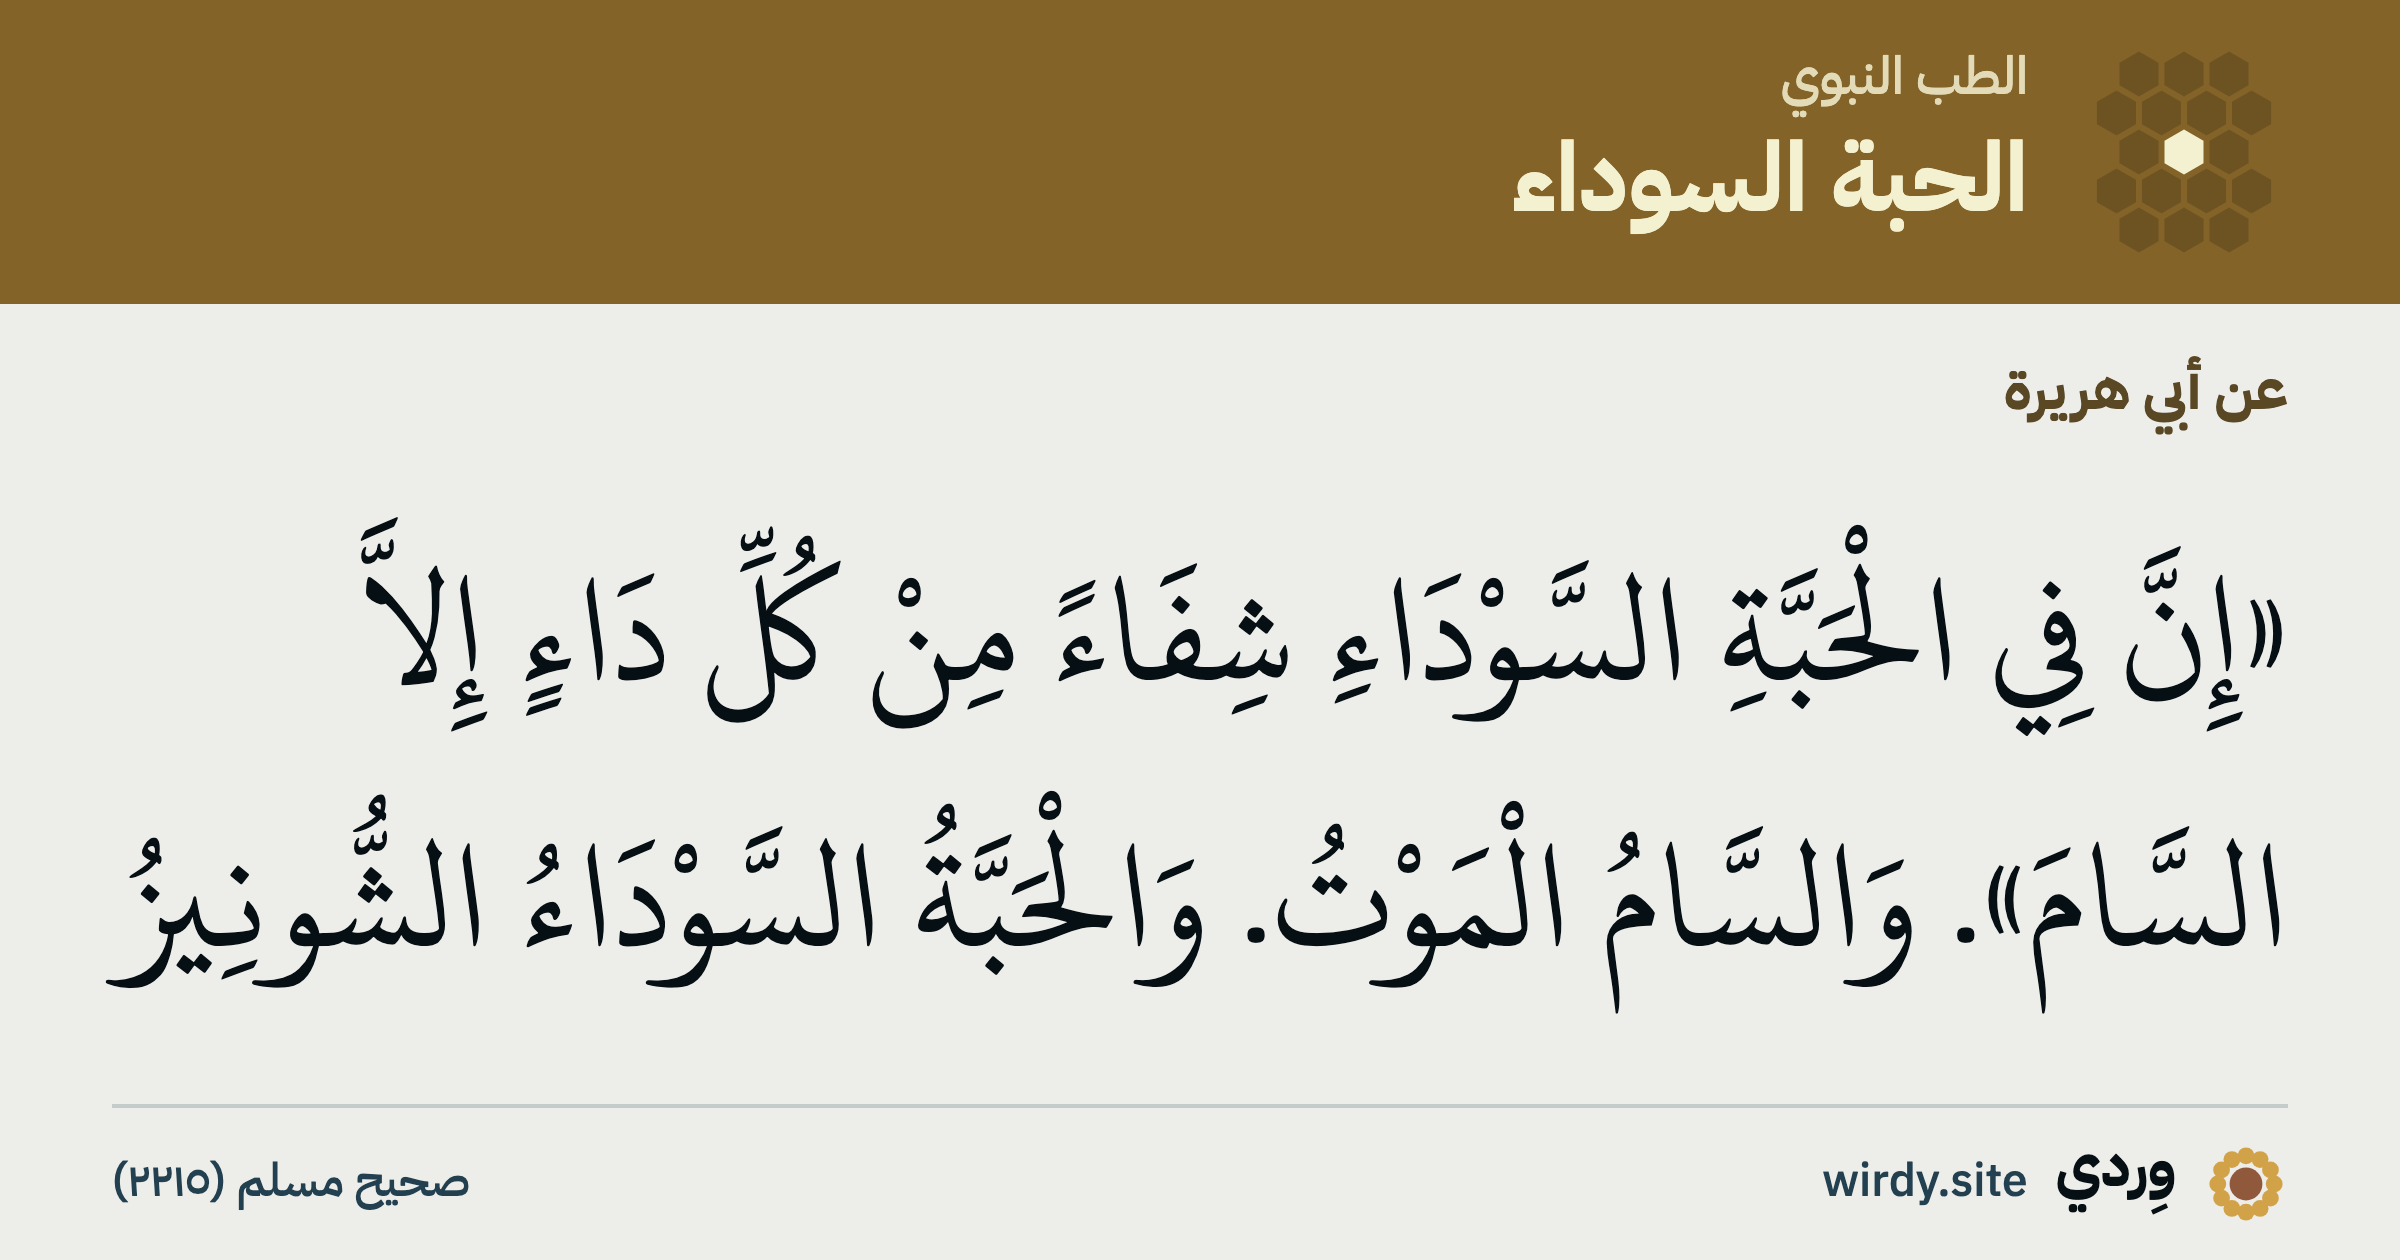 الطب النبوي
الحبة السوداء
عن أبي هريرة
«إِنَّ فِي الْحَبَّةِ السَّوْدَاءِ شِفَاءً مِنْ كُلِّ دَاءٍ إِلاَّ
السَّامَ». وَالسَّامُ الْمَوْتُ. وَالْحَبَّةُ السَّوْدَاءُ الشُّونِيزُ
وِردي wirdy.site
صحيح مسلم (٢٢١٥)